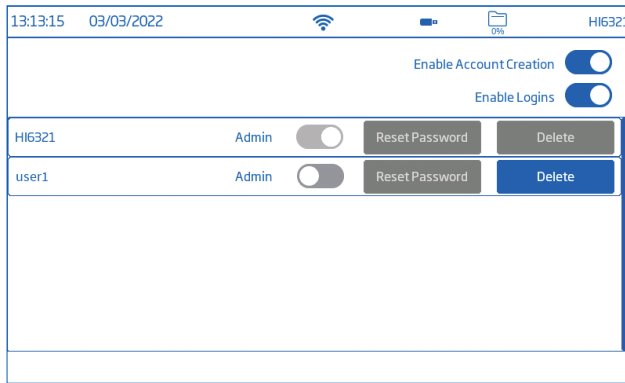 13:13:15 03/03/2022 0% HI6321
Enable Account Creation
Enable Logins
HI6321 Admin Reset Password Delete
user1 Admin Reset Password Delete